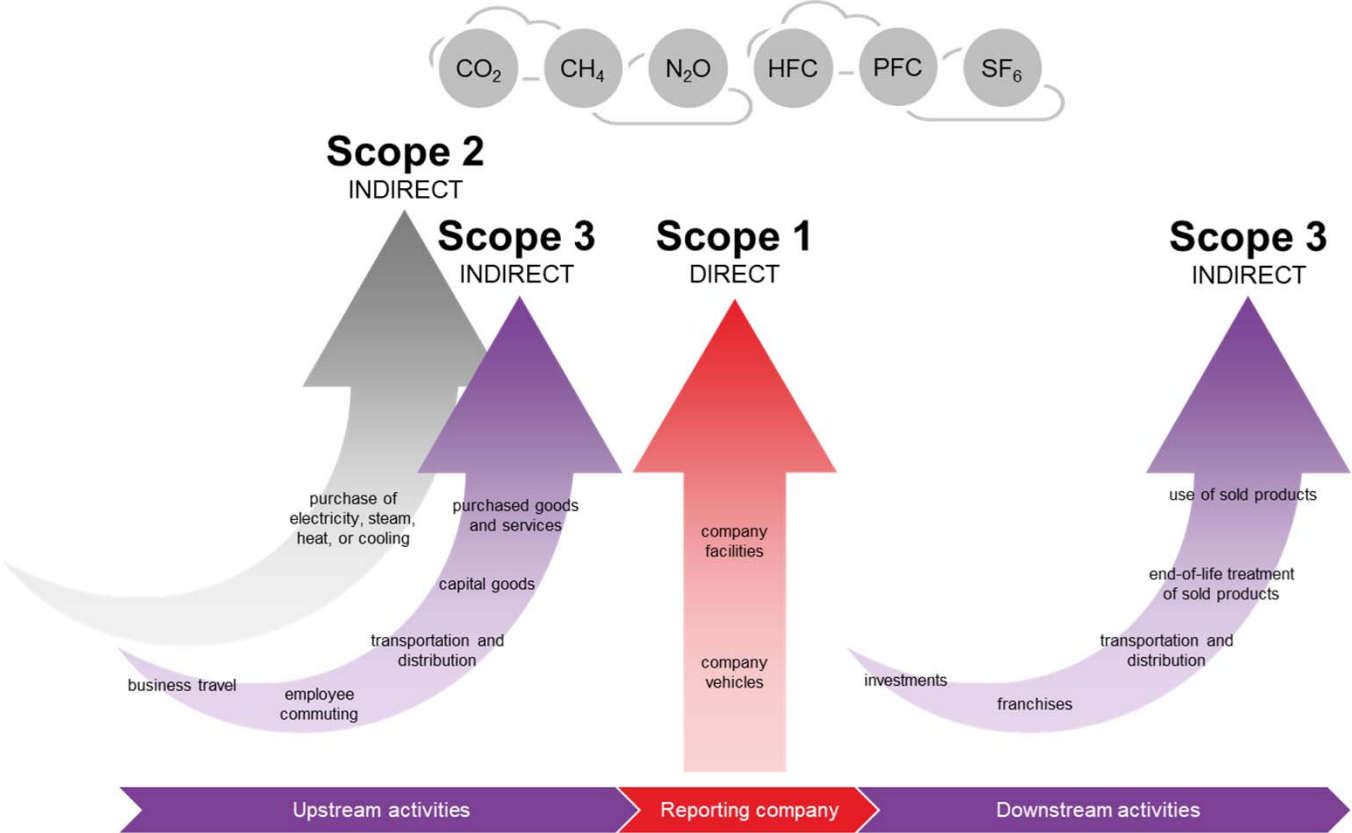 CO₂ CH₄ N₂O HFC PFC SF₆
Scope 2
INDIRECT
Scope 3
INDIRECT
Scope 1
DIRECT
Scope 3
INDIRECT
purchase of
electricity, steam,
heat, or cooling
purchased goods
and services
capital goods
transportation and
distribution
employee
commuting
business travel
company
facilities
company
vehicles
use of sold products
end-of-life treatment
of sold products
transportation and
distribution
franchises
investments
Upstream activities
Reporting company
Downstream activities